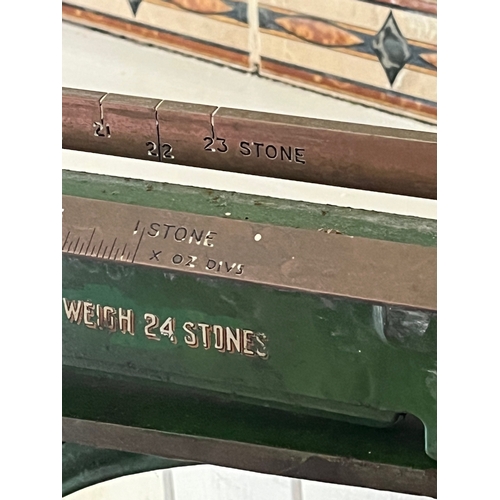 21 22 23 STONE
1 STONE
X OZ DIVS
WEIGH 24 STONES